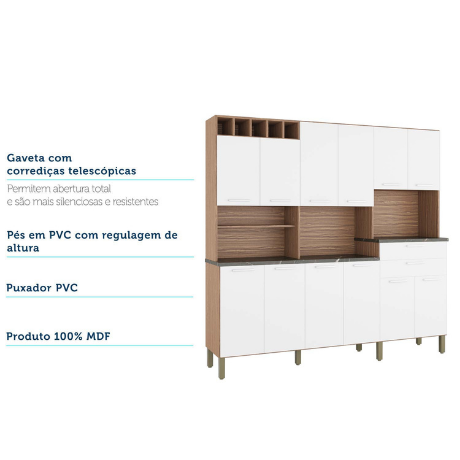 Gaveta com
corrediças telescópicas
Permitem abertura total
e são mais silenciosas e resistentes
Pés em PVC com regulagem de
altura
Puxador PVC
Produto 100% MDF